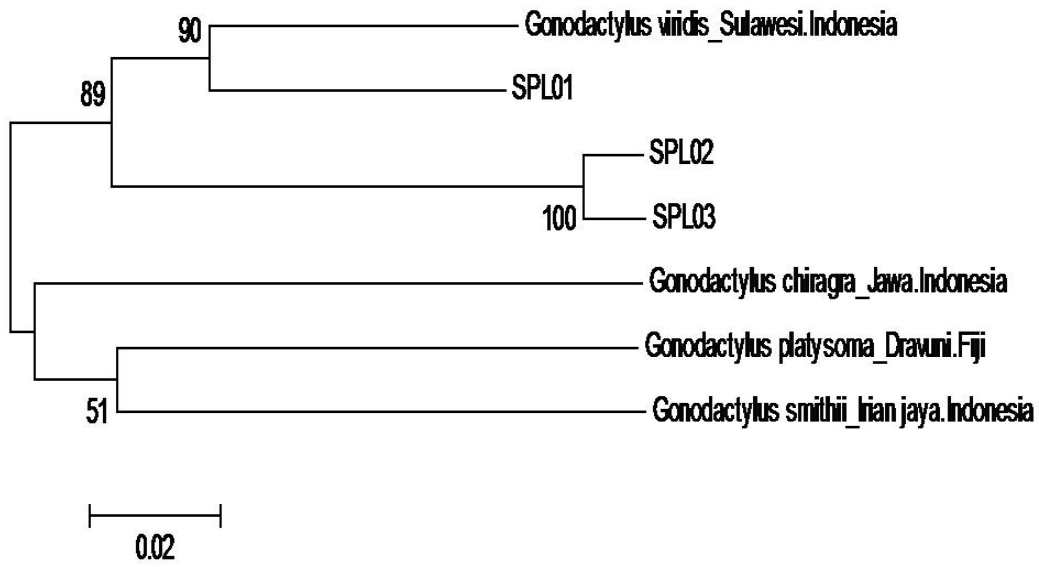 90
Gonodactylus viridis_Sulawesi.Indonesia
SPL01
89
SPL02
100
SPL03
Gonodactylus chiragra_Jawa.Indonesia
Gonodactylus platysoma_Dravuni.Fiji
51
Gonodactylus smithii_Irian jaya.Indonesia
0.02